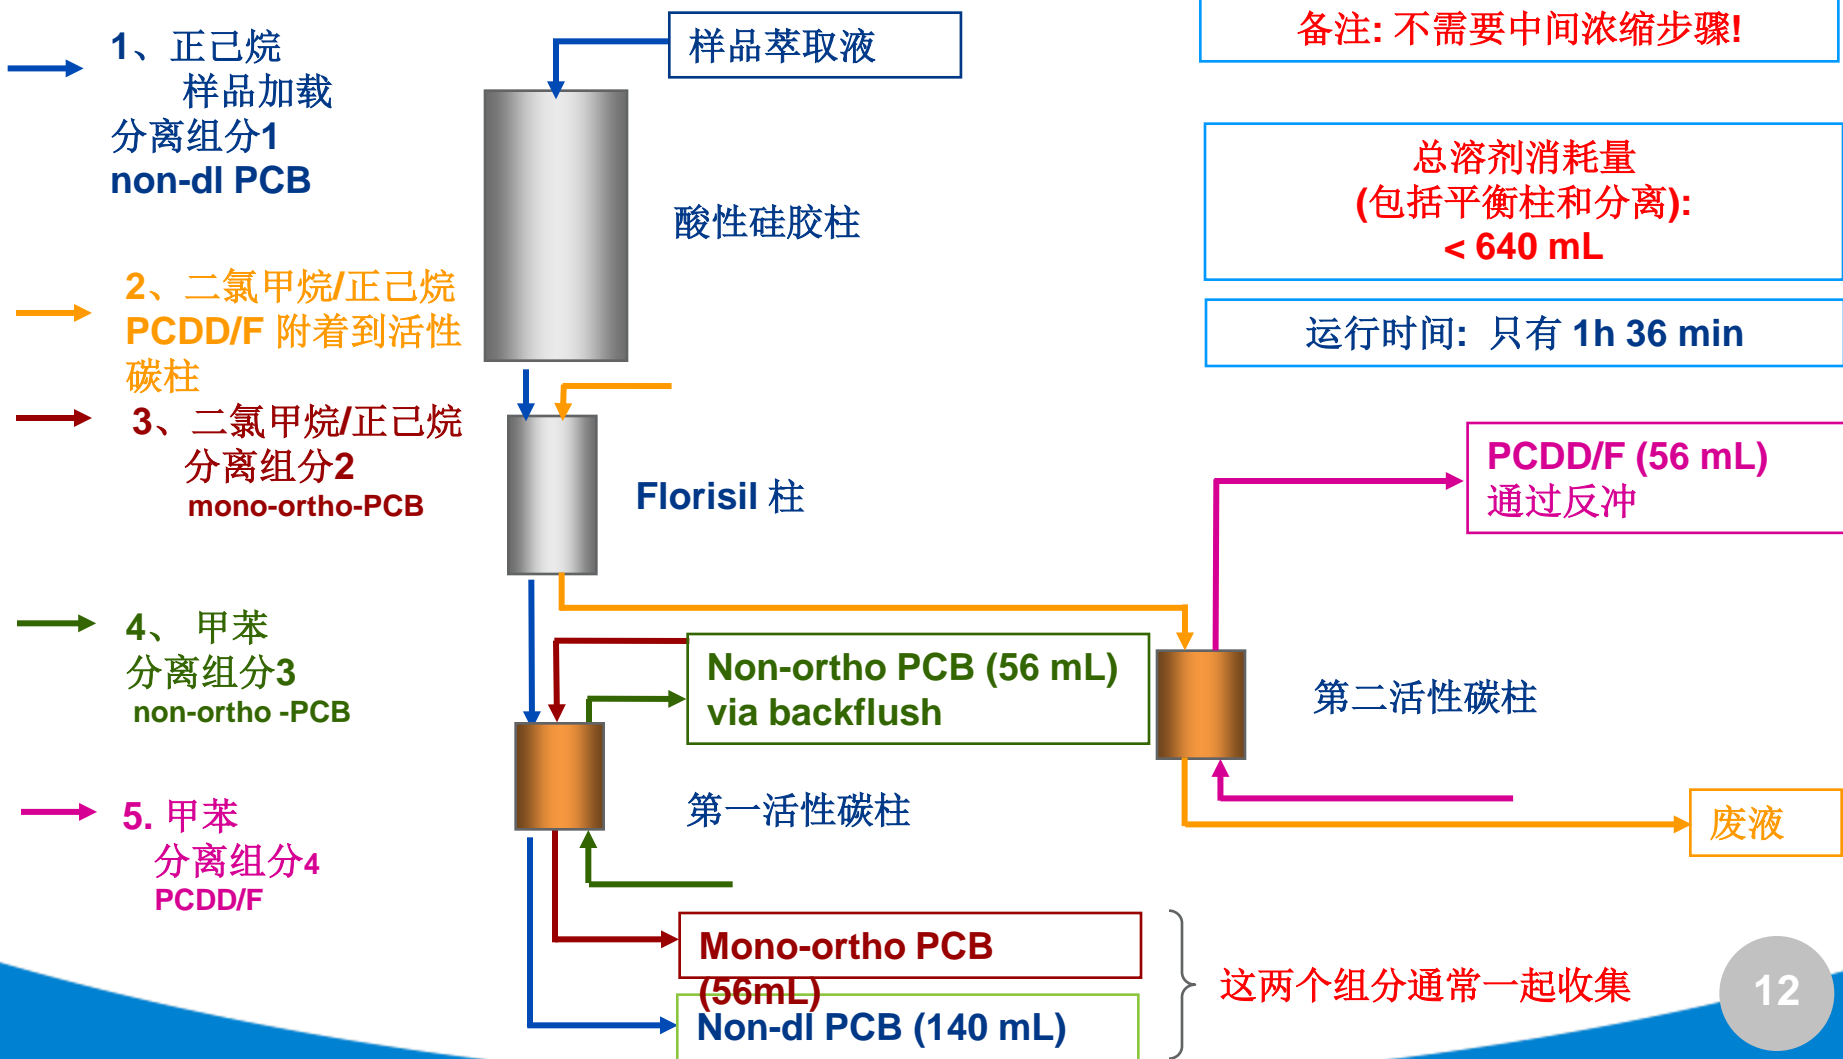 1、正己烷
样品加载
分离组分1
non-dl PCB
2、二氯甲烷/正己烷
PCDD/F 附着到活性
碳柱
3、二氯甲烷/正己烷
分离组分2
mono-ortho-PCB
4、 甲苯
分离组分3
non-ortho -PCB
5. 甲苯
分离组分4
PCDD/F
样品萃取液
酸性硅胶柱
Florisil 柱
Non-ortho PCB (56 mL)
via backflush
第一活性碳柱
Mono-ortho PCB
(56mL)
Non-dl PCB (140 mL)
备注: 不需要中间浓缩步骤!
总溶剂消耗量
(包括平衡柱和分离):
< 640 mL
运行时间: 只有 1h 36 min
PCDD/F (56 mL)
通过反冲
第二活性碳柱
废液
这两个组分通常一起收集
12